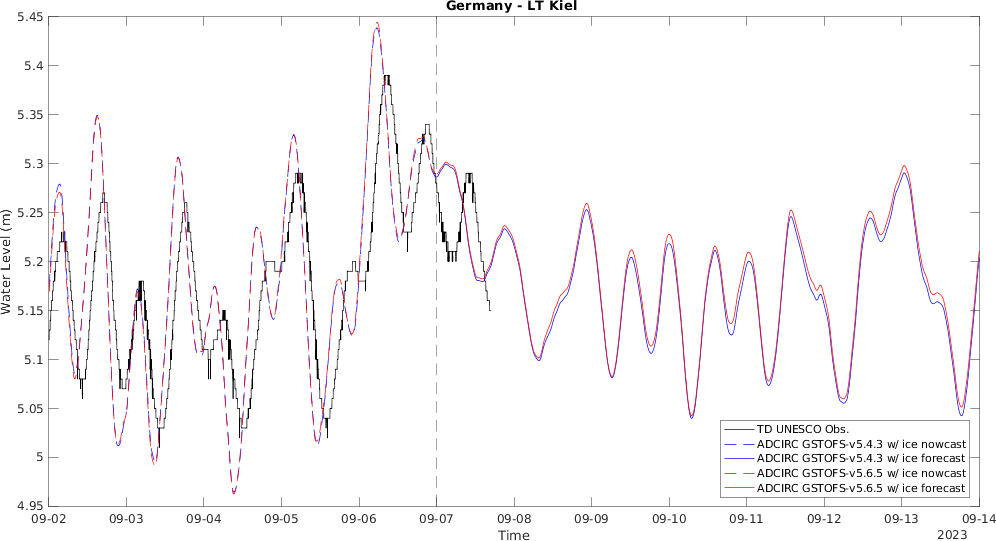 Germany - LT Kiel
5.45
5.4
5.35
5.3
5.25
5.2
5.15
5.1
5.05
5
4.95
Water Level (m)
TD UNESCO Obs.
ADCIRC GSTOFS-v5.4.3 w/ ice nowcast
ADCIRC GSTOFS-v5.4.3 w/ ice forecast
ADCIRC GSTOFS-v5.6.5 w/ ice nowcast
ADCIRC GSTOFS-v5.6.5 w/ ice forecast
09-02 09-03 09-04 09-05 09-06 09-07 09-08 09-09 09-10 09-11 09-12 09-13 09-14
Time
2023